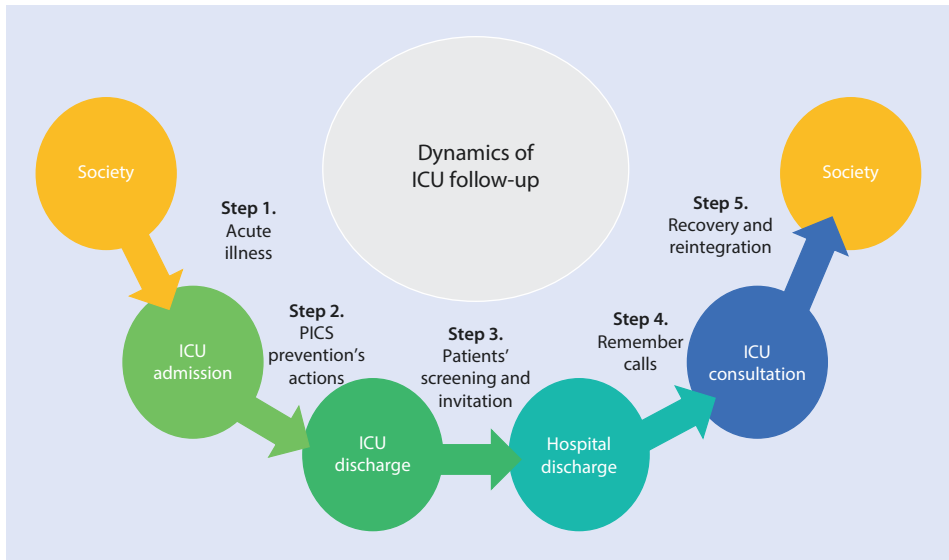 Dynamics of
ICU follow-up
Society
Step 1.
Acute
illness
ICU
admission
Step 2.
PICS
prevention's
actions
ICU
discharge
Step 3.
Patients'
screening and
invitation
Hospital
discharge
Step 4.
Remember
calls
ICU
consultation
Step 5.
Recovery and
reintegration
Society